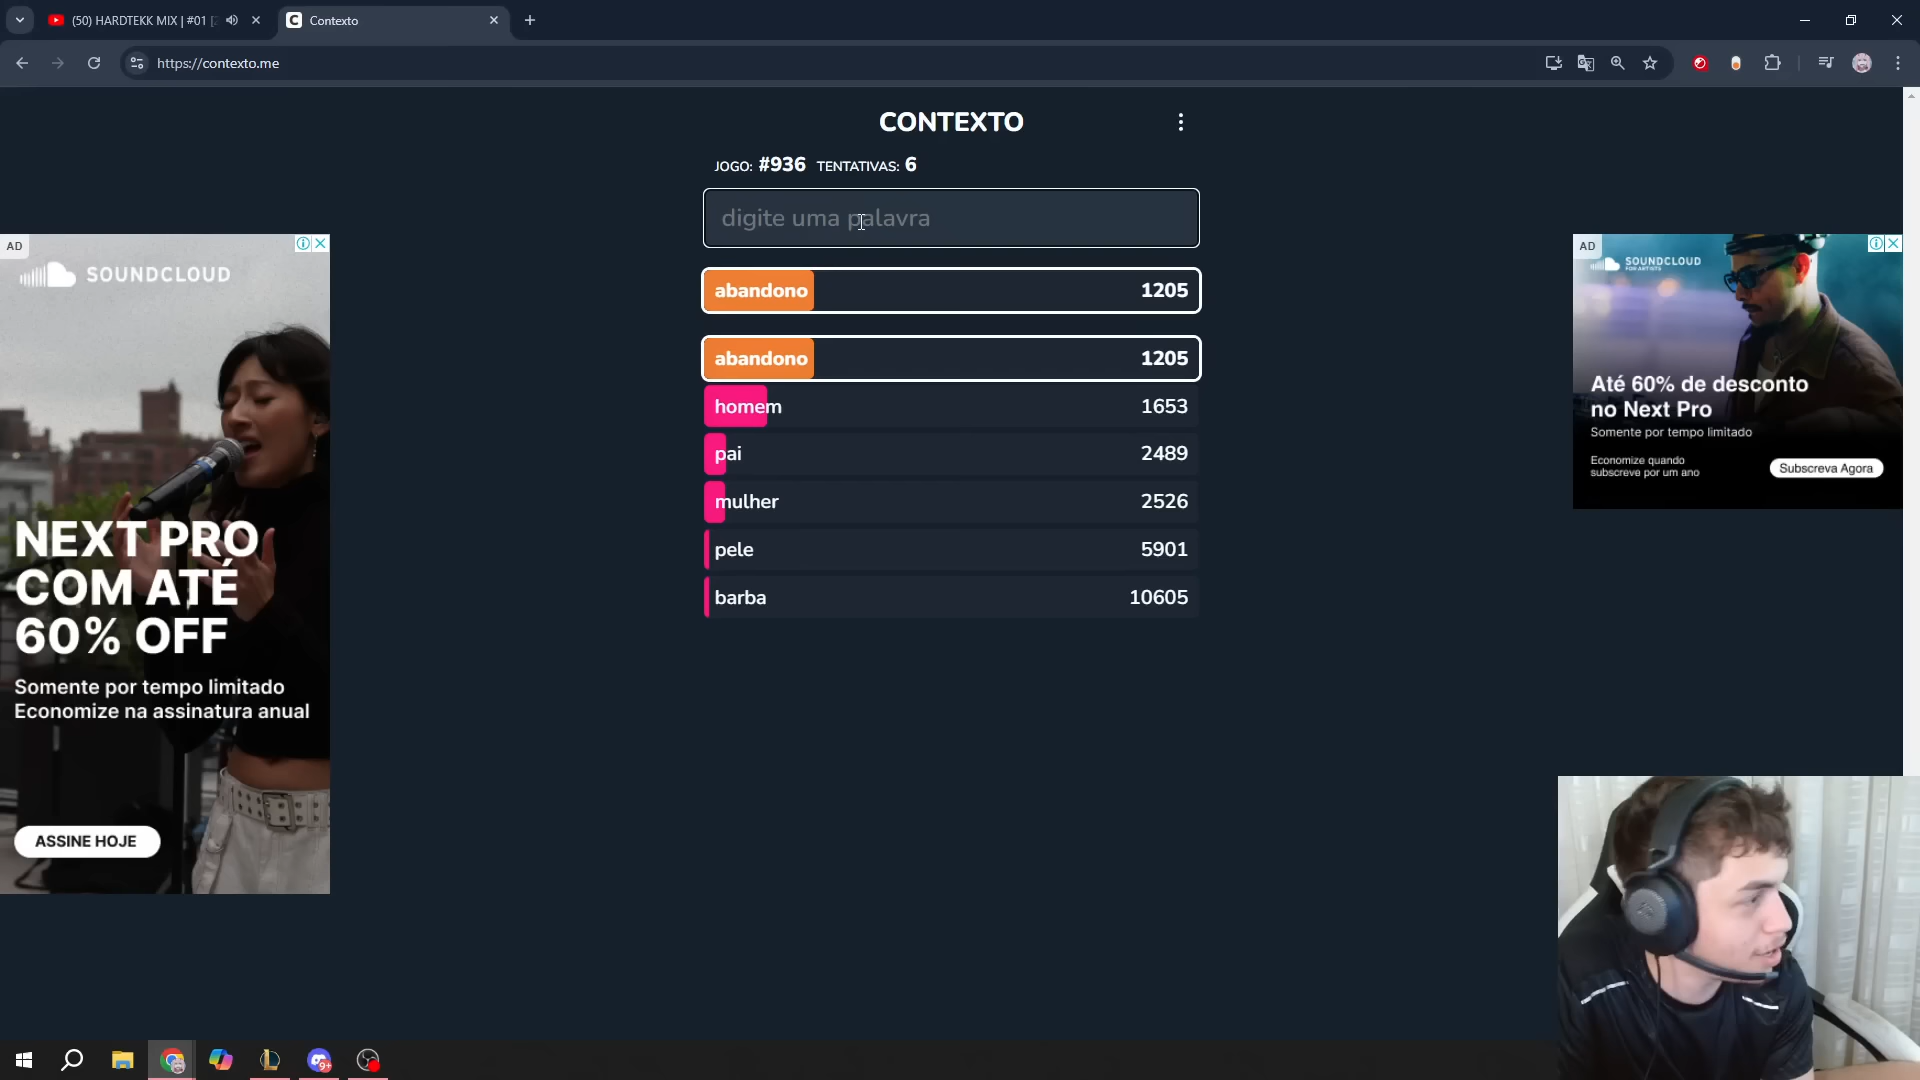 (50) HARDTEKK MIX | #01 [
Contexto
https://contexto.me
CONTEXTO
JOGO: #936 TENTATIVAS: 6
digite uma palavra
abandono 1205
abandono 1205
homem 1653
pai 2489
mulher 2526
pele 5901
barba 10605
AD
SOUNDCLOUD
NEXT PRO
COM ATÉ
60% OFF
Somente por tempo limitado
Economize na assinatura anual
ASSINE HOJE
AD
SOUNDCLOUD
FOR ARTISTS
Até 60% de desconto
no Next Pro
Somente por tempo limitado
Economize quando
subscreve por um ano
Subscreva Agora
9+